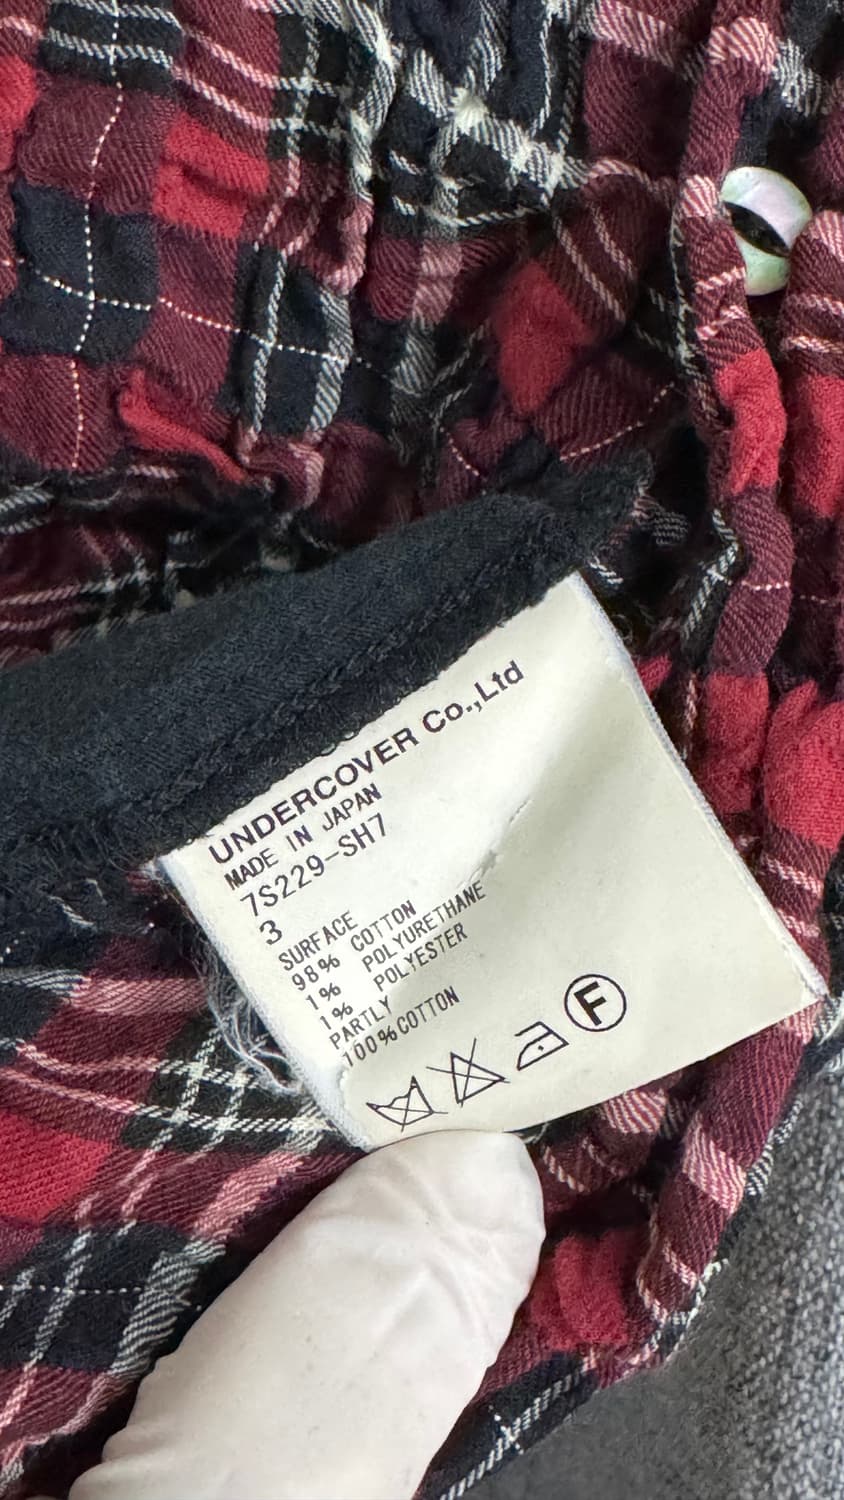 UNDERCOVER Co.,Ltd
MADE IN JAPAN
7S229-SH7
3
SURFACE
98% COTTON
1% POLYURETHANE
1% POLYESTER
PARTLY
100%COTTON
F